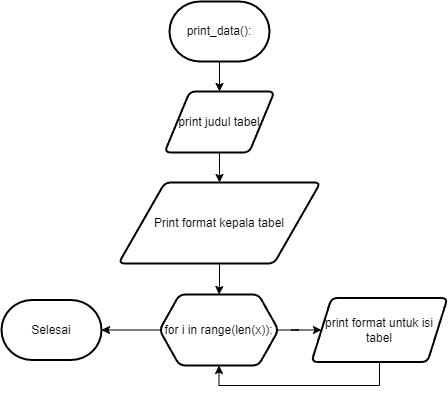 print_data():
print judul tabel
Print format kepala tabel
Selesai
for i in range(len(x)):
print format untuk isi
tabel